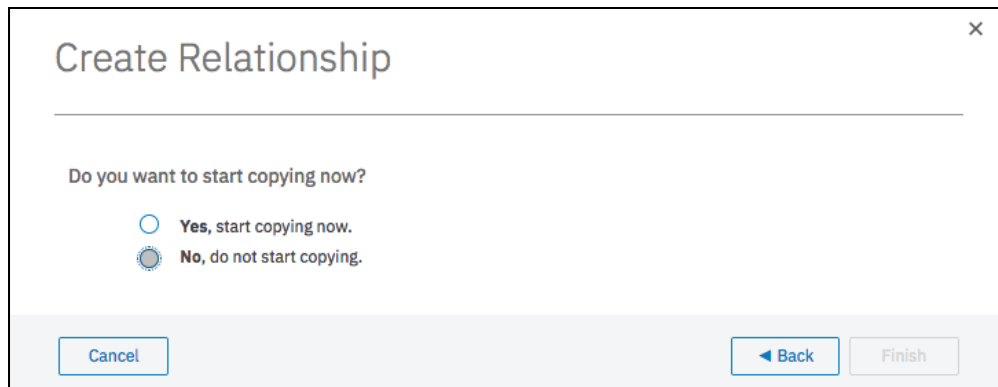 Create Relationship
Do you want to start copying now?
Yes, start copying now.
No, do not start copying.
Cancel
◄ Back
Finish